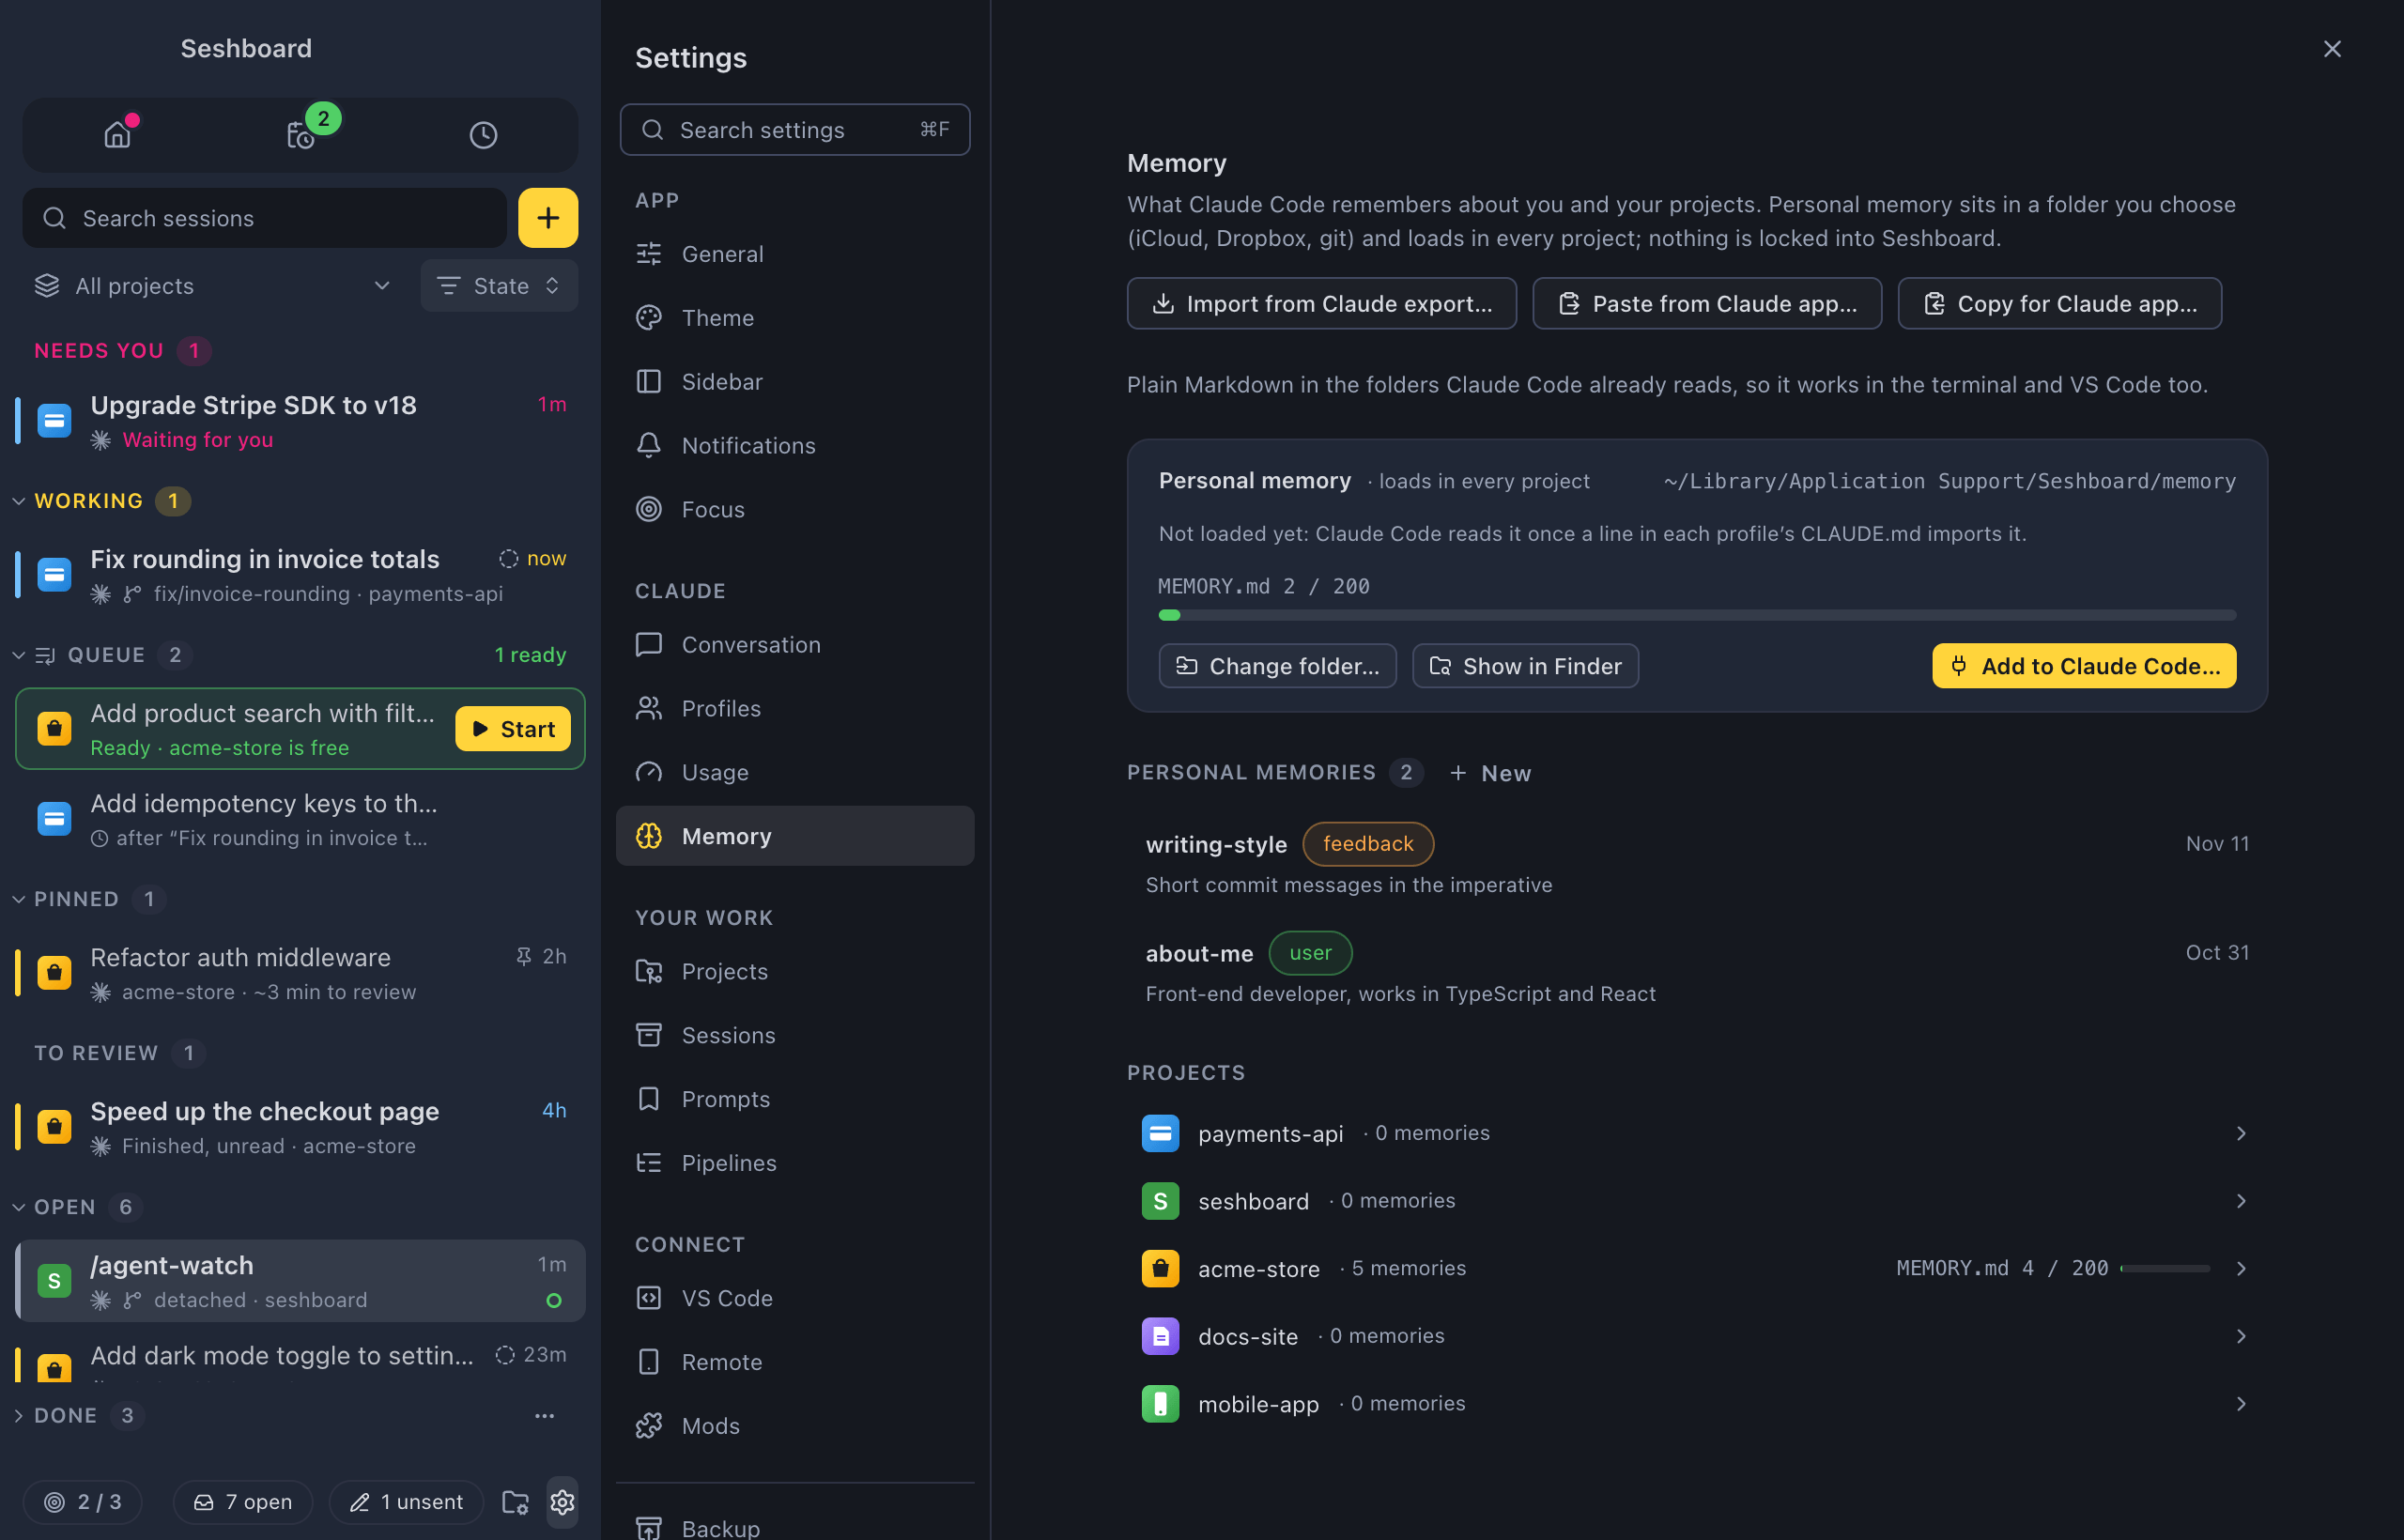 Seshboard
2
Search sessions
All projects
State
NEEDS YOU 1
Upgrade Stripe SDK to v18 1m
Waiting for you
WORKING 1
Fix rounding in invoice totals now
fix/invoice-rounding · payments-api
QUEUE 2 1 ready
Add product search with filt...
Ready · acme-store is free
Start
Add idempotency keys to th...
after “Fix rounding in invoice t...
PINNED 1
Refactor auth middleware 2h
acme-store · ~3 min to review
TO REVIEW 1
Speed up the checkout page 4h
Finished, unread · acme-store
OPEN 6
S
/agent-watch 1m
detached · seshboard
Add dark mode toggle to settin... 23m
DONE 3
2 / 3
7 open
1 unsent
Settings
Search settings ⌘F
APP
General
Theme
Sidebar
Notifications
Focus
CLAUDE
Conversation
Profiles
Usage
Memory
YOUR WORK
Projects
Sessions
Prompts
Pipelines
CONNECT
VS Code
Remote
Mods
Backup
Memory
What Claude Code remembers about you and your projects. Personal memory sits in a folder you choose
(iCloud, Dropbox, git) and loads in every project; nothing is locked into Seshboard.
Import from Claude export...
Paste from Claude app...
Copy for Claude app...
Plain Markdown in the folders Claude Code already reads, so it works in the terminal and VS Code too.
Personal memory · loads in every project ~/Library/Application Support/Seshboard/memory
Not loaded yet: Claude Code reads it once a line in each profile’s CLAUDE.md imports it.
MEMORY.md 2 / 200
Change folder...
Show in Finder
Add to Claude Code...
PERSONAL MEMORIES 2 + New
writing-style feedback Nov 11
Short commit messages in the imperative
about-me user Oct 31
Front-end developer, works in TypeScript and React
PROJECTS
payments-api · 0 memories
S seshboard · 0 memories
acme-store · 5 memories MEMORY.md 4 / 200
docs-site · 0 memories
mobile-app · 0 memories